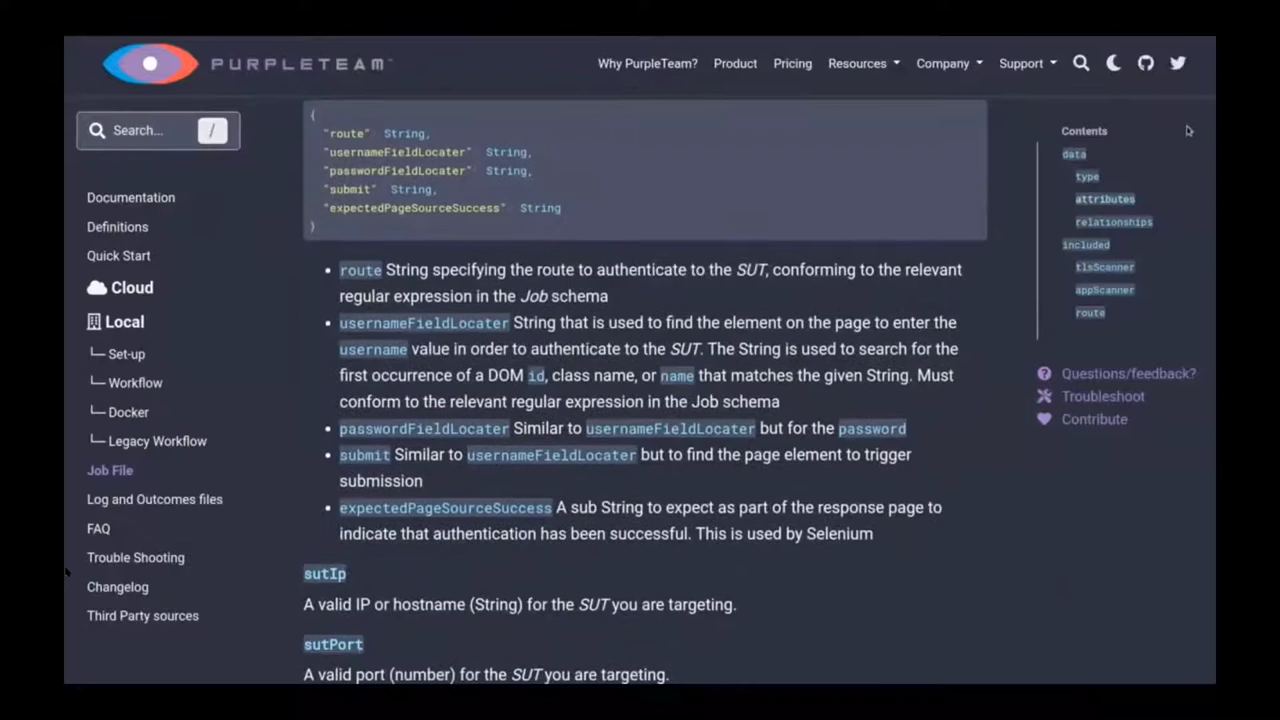 PURPLETEAM
Why PurpleTeam? Product Pricing Resources Company Support
Search... /
Documentation
Definitions
Quick Start
Cloud
Local
Set-up
Workflow
Docker
Legacy Workflow
Job File
Log and Outcomes files
FAQ
Trouble Shooting
Changelog
Third Party sources
{
"route" String,
"usernameFieldLocater" String,
"passwordFieldLocater" String,
"submit" String,
"expectedPageSourceSuccess" String
}
• route String specifying the route to authenticate to the SUT, conforming to the relevant
regular expression in the Job schema
• usernameFieldLocater String that is used to find the element on the page to enter the
username value in order to authenticate to the SUT. The String is used to search for the
first occurrence of a DOM id, class name, or name that matches the given String. Must
conform to the relevant regular expression in the Job schema
• passwordFieldLocater Similar to usernameFieldLocater but for the password
• submit Similar to usernameFieldLocater but to find the page element to trigger
submission
• expectedPageSourceSuccess A sub String to expect as part of the response page to
indicate that authentication has been successful. This is used by Selenium
sutIp
A valid IP or hostname (String) for the SUT you are targeting.
sutPort
A valid port (number) for the SUT you are targeting.
Contents
data
type
attributes
relationships
included
tlsScanner
appScanner
route
Questions/feedback?
Troubleshoot
Contribute